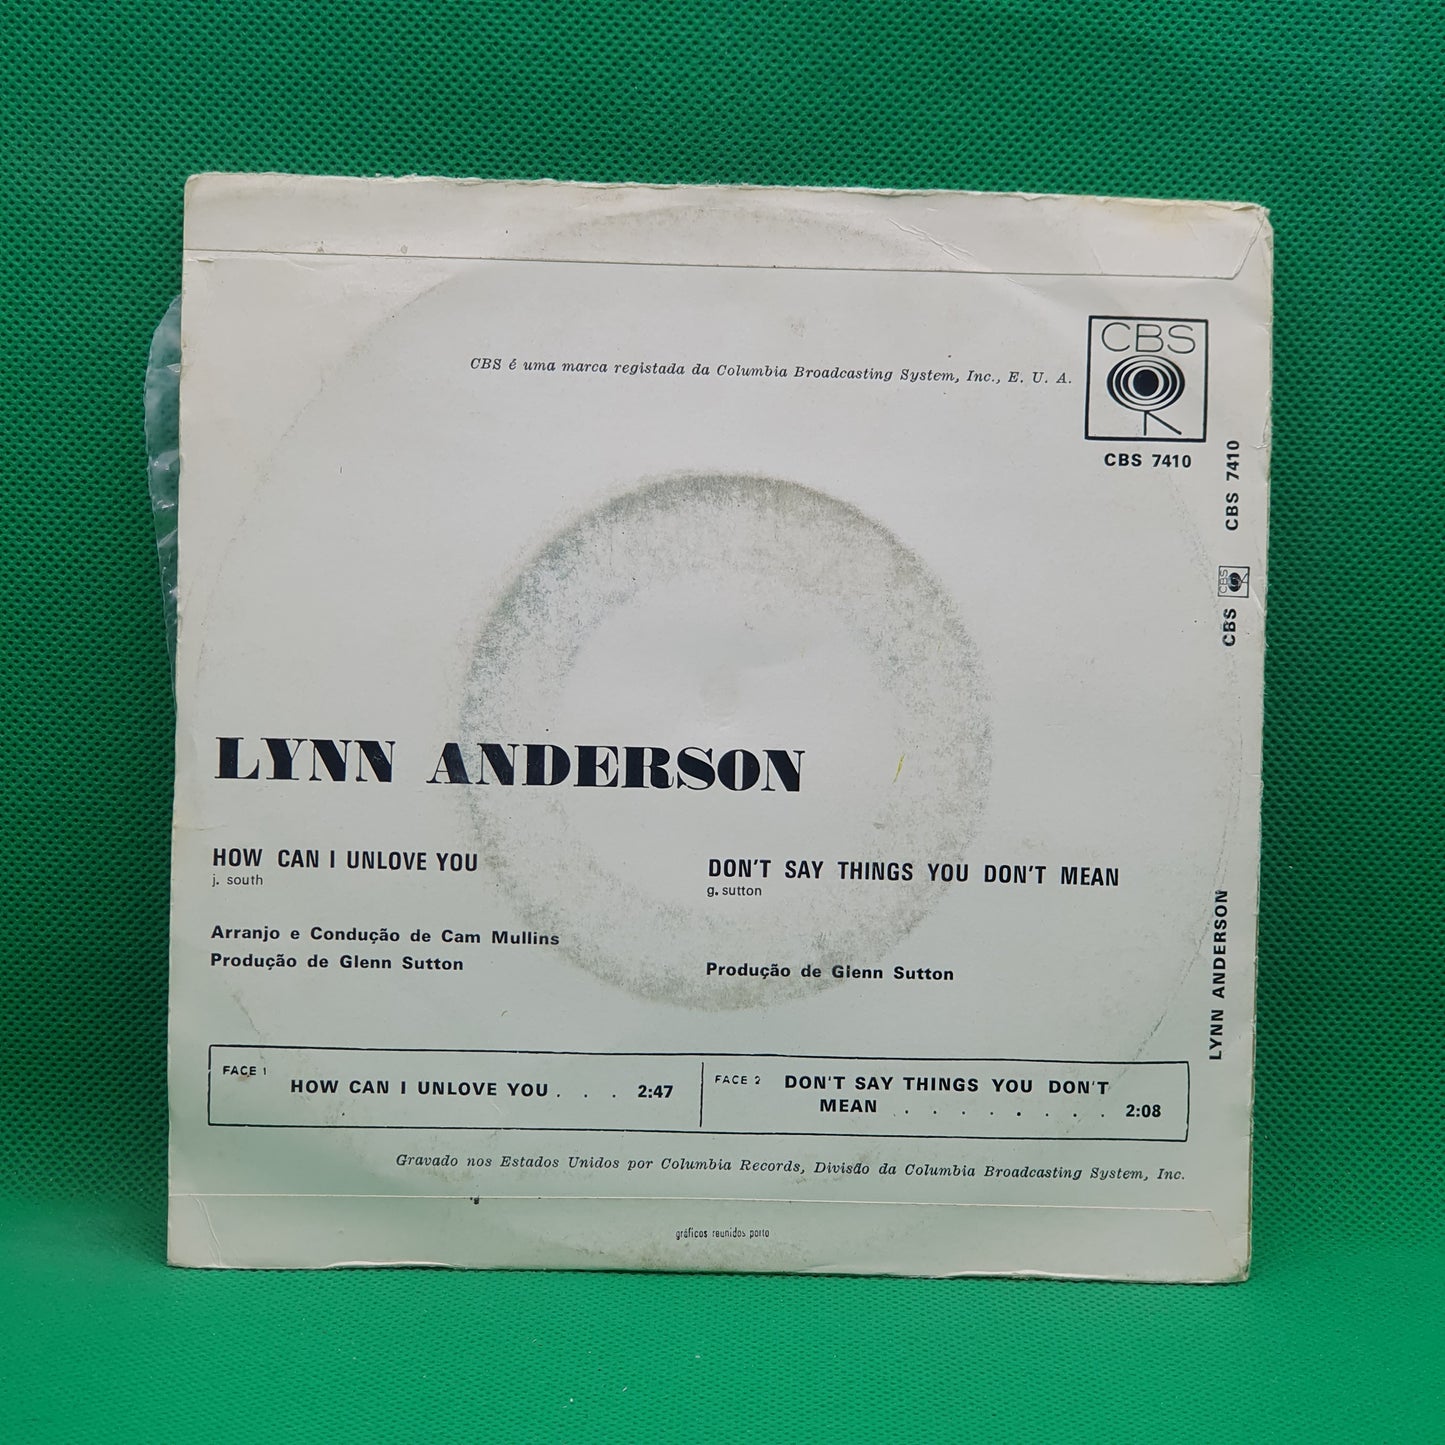 CBS é uma marca registada da Columbia Broadcasting System, Inc., E. U. A.
CBS
CBS 7410
CBS 7410
CBS
CBS
LYNN ANDERSON
LYNN ANDERSON
HOW CAN I UNLOVE YOU
j. south
Arranjo e Condução de Cam Mullins
Produção de Glenn Sutton
DON'T SAY THINGS YOU DON'T MEAN
g. sutton
Produção de Glenn Sutton
FACE 1
HOW CAN I UNLOVE YOU . . . 2:47
FACE 2
DON'T SAY THINGS YOU DON'T
MEAN . . . . . . . . 2:08
Gravado nos Estados Unidos por Columbia Records, Divisão da Columbia Broadcasting System, Inc.
gráficos reunidos porto